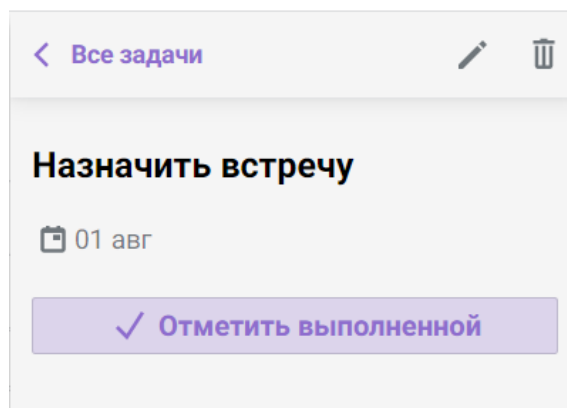 Все задачи
Назначить встречу
01 авг
Отметить выполненной